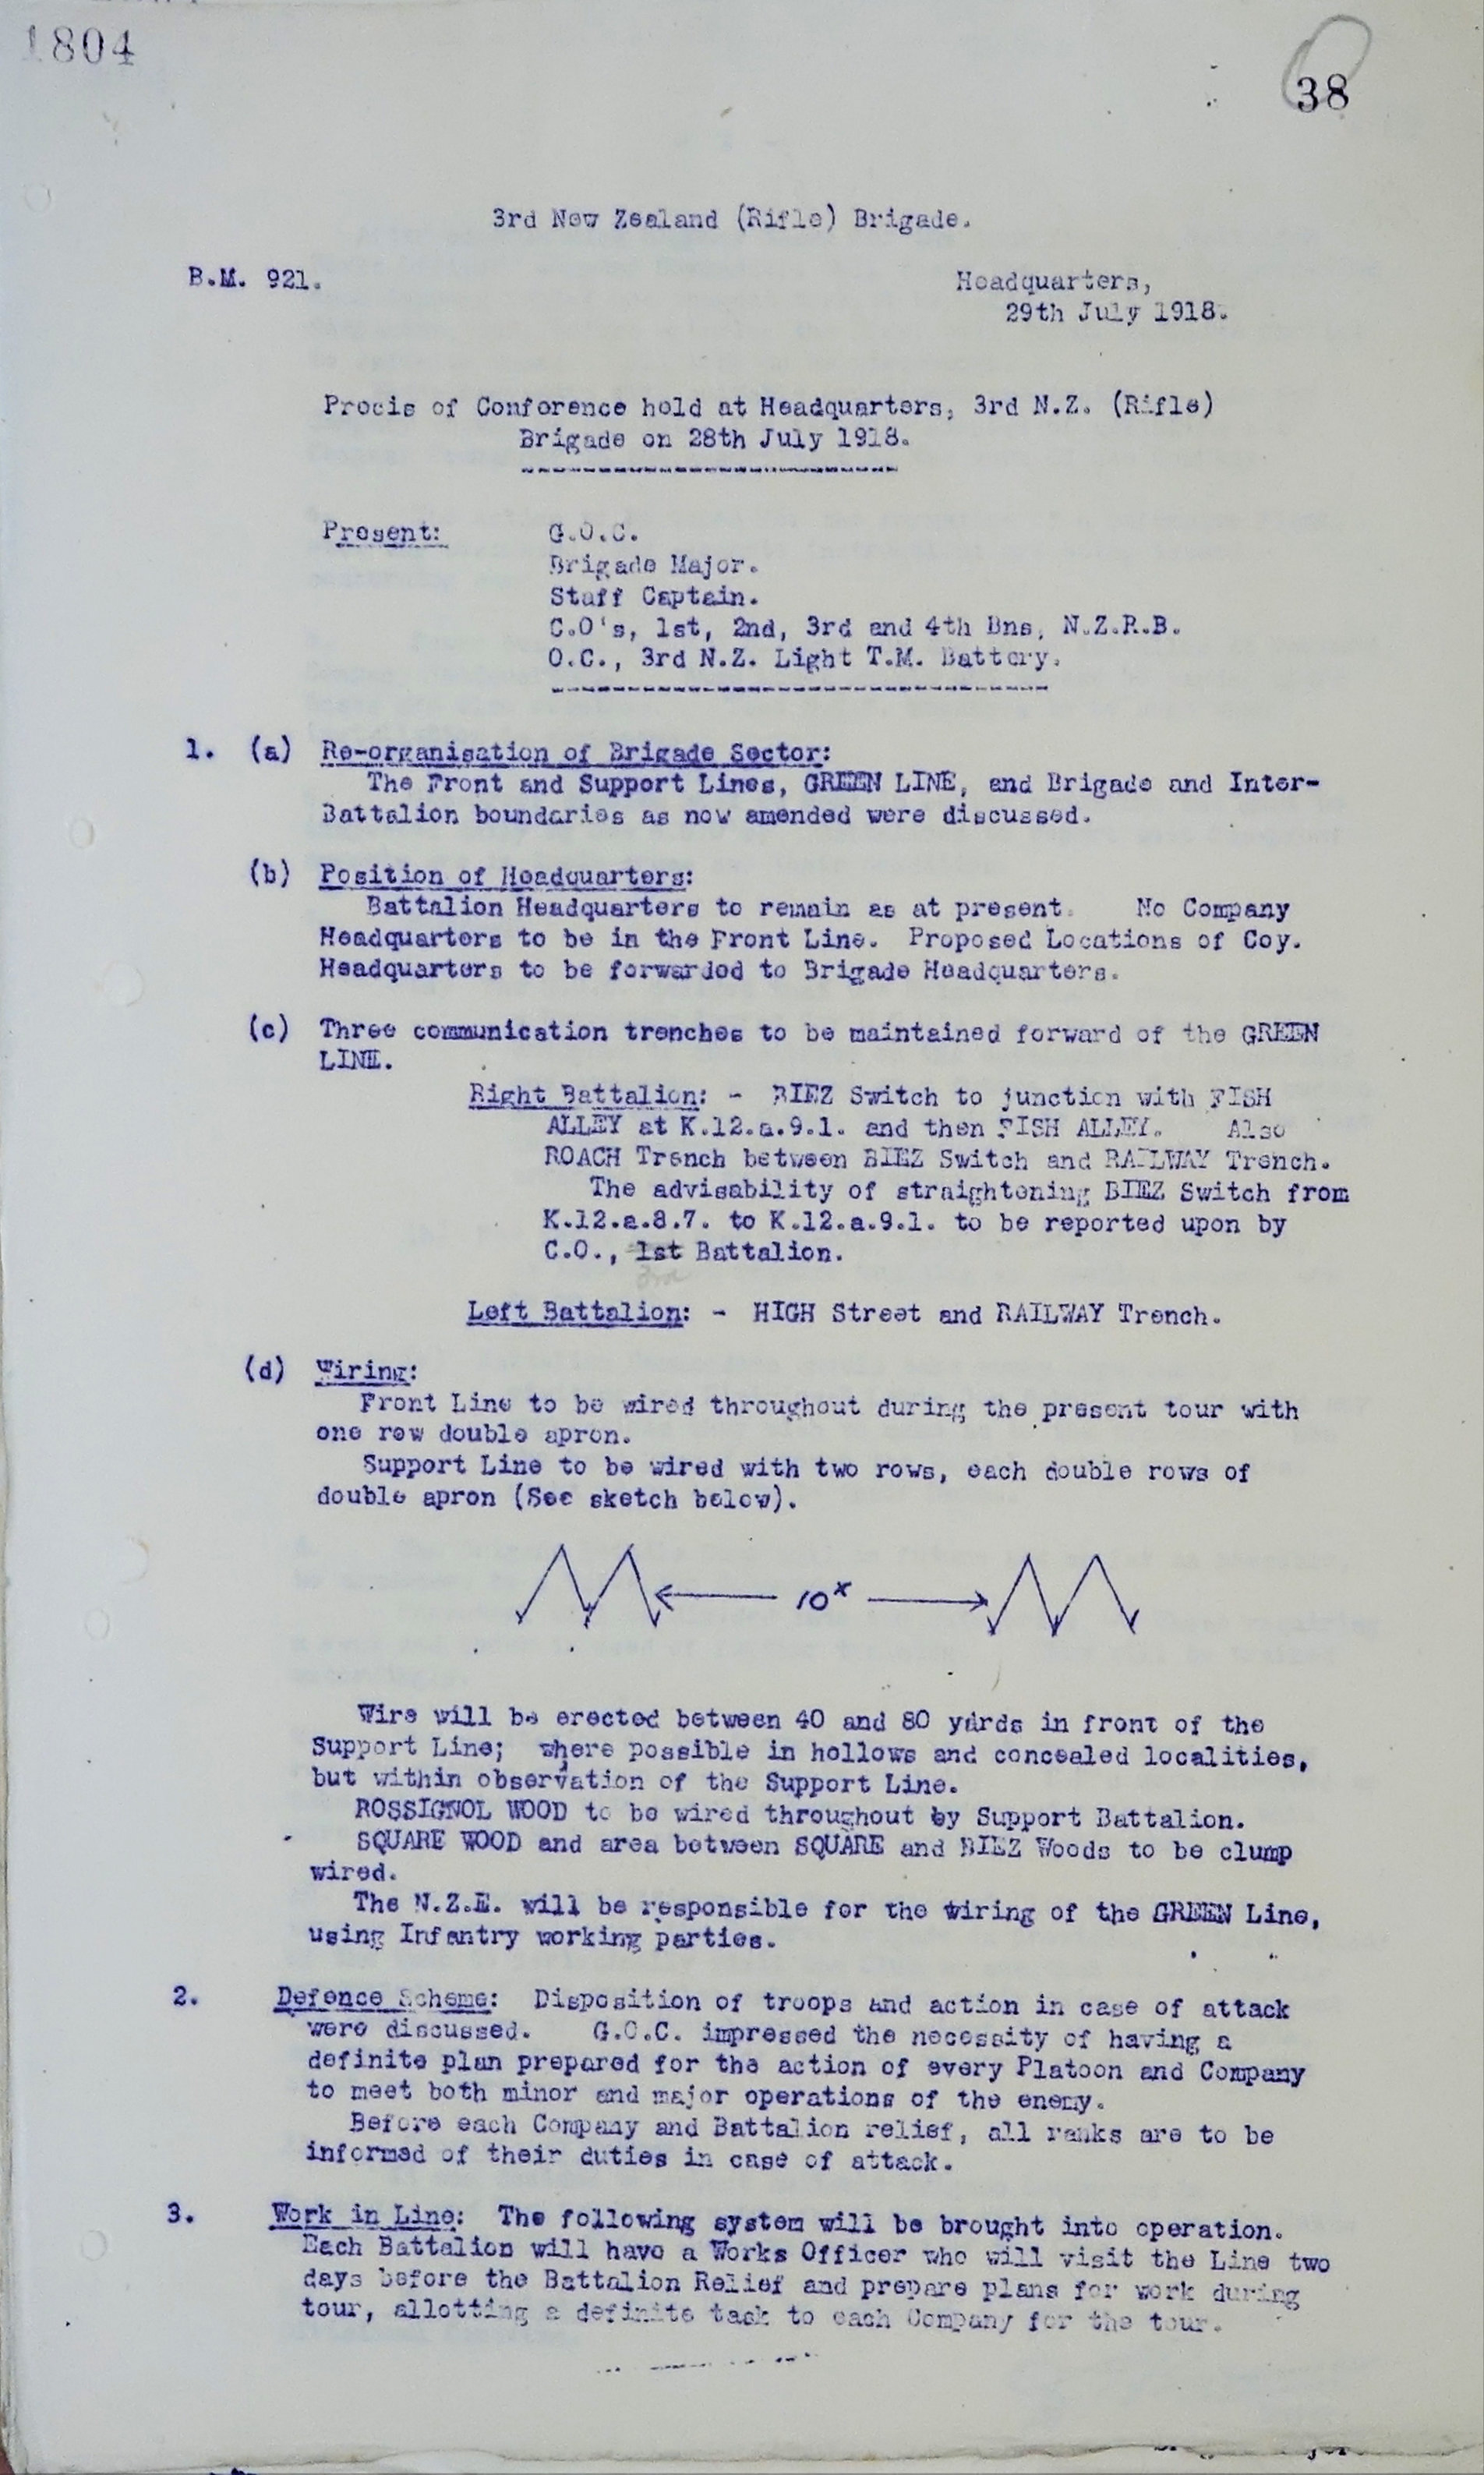 1804
38
3rd New Zealand (Rifle) Brigade.
B.M. 921.
Headquarters,
29th July 1918.
Precis of Conference held at Headquarters, 3rd N.Z. (Rifle)
Brigade on 28th July 1918.
Present:
G.O.C.
Brigade Major.
Staff Captain.
C.O's, 1st, 2nd, 3rd and 4th Bns, N.Z.R.B.
O.C., 3rd N.Z. Light T.M. Battery.
1. (a) Re-organisation of Brigade Sector:
The Front and Support Lines, GREEN LINE, and Brigade and Inter-
Battalion boundaries as now amended were discussed.
(b) Position of Headquarters:
Battalion Headquarters to remain as at present. No Company
Headquarters to be in the Front Line. Proposed Locations of Coy.
Headquarters to be forwarded to Brigade Headquarters.
(c) Three communication trenches to be maintained forward of the GREEN
LINE.
Right Battalion: - BIEZ Switch to junction with FISH
ALLEY at K.12.a.9.1. and then FISH ALLEY. Also
ROACH Trench between BIEZ Switch and RAILWAY Trench.
The advisability of straightening BIEZ Switch from
K.12.a.8.7. to K.12.a.9.1. to be reported upon by
C.O., 1st Battalion.
3rd
Left Battalion: - HIGH Street and RAILWAY Trench.
(d) Wiring:
Front Line to be wired throughout during the present tour with
one row double apron.
Support Line to be wired with two rows, each double rows of
double apron (See sketch below).
10x
Wire will be erected between 40 and 80 yards in front of the
Support Line; where possible in hollows and concealed localities,
but within observation of the Support Line.
ROSSIGNOL WOOD to be wired throughout by Support Battalion.
SQUARE WOOD and area between SQUARE and BIEZ Woods to be clump
wired.
The N.Z.E. will be responsible for the wiring of the GREEN Line,
using Infantry working parties.
2. Defence Scheme: Disposition of troops and action in case of attack
were discussed. G.O.C. impressed the necessity of having a
definite plan prepared for the action of every Platoon and Company
to meet both minor and major operations of the enemy.
Before each Company and Battalion relief, all ranks are to be
informed of their duties in case of attack.
3. Work in Line: The following system will be brought into operation.
Each Battalion will have a Works Officer who will visit the Line two
days before the Battalion Relief and prepare plans for work during
tour, allotting a definite task to each Company for the tour.